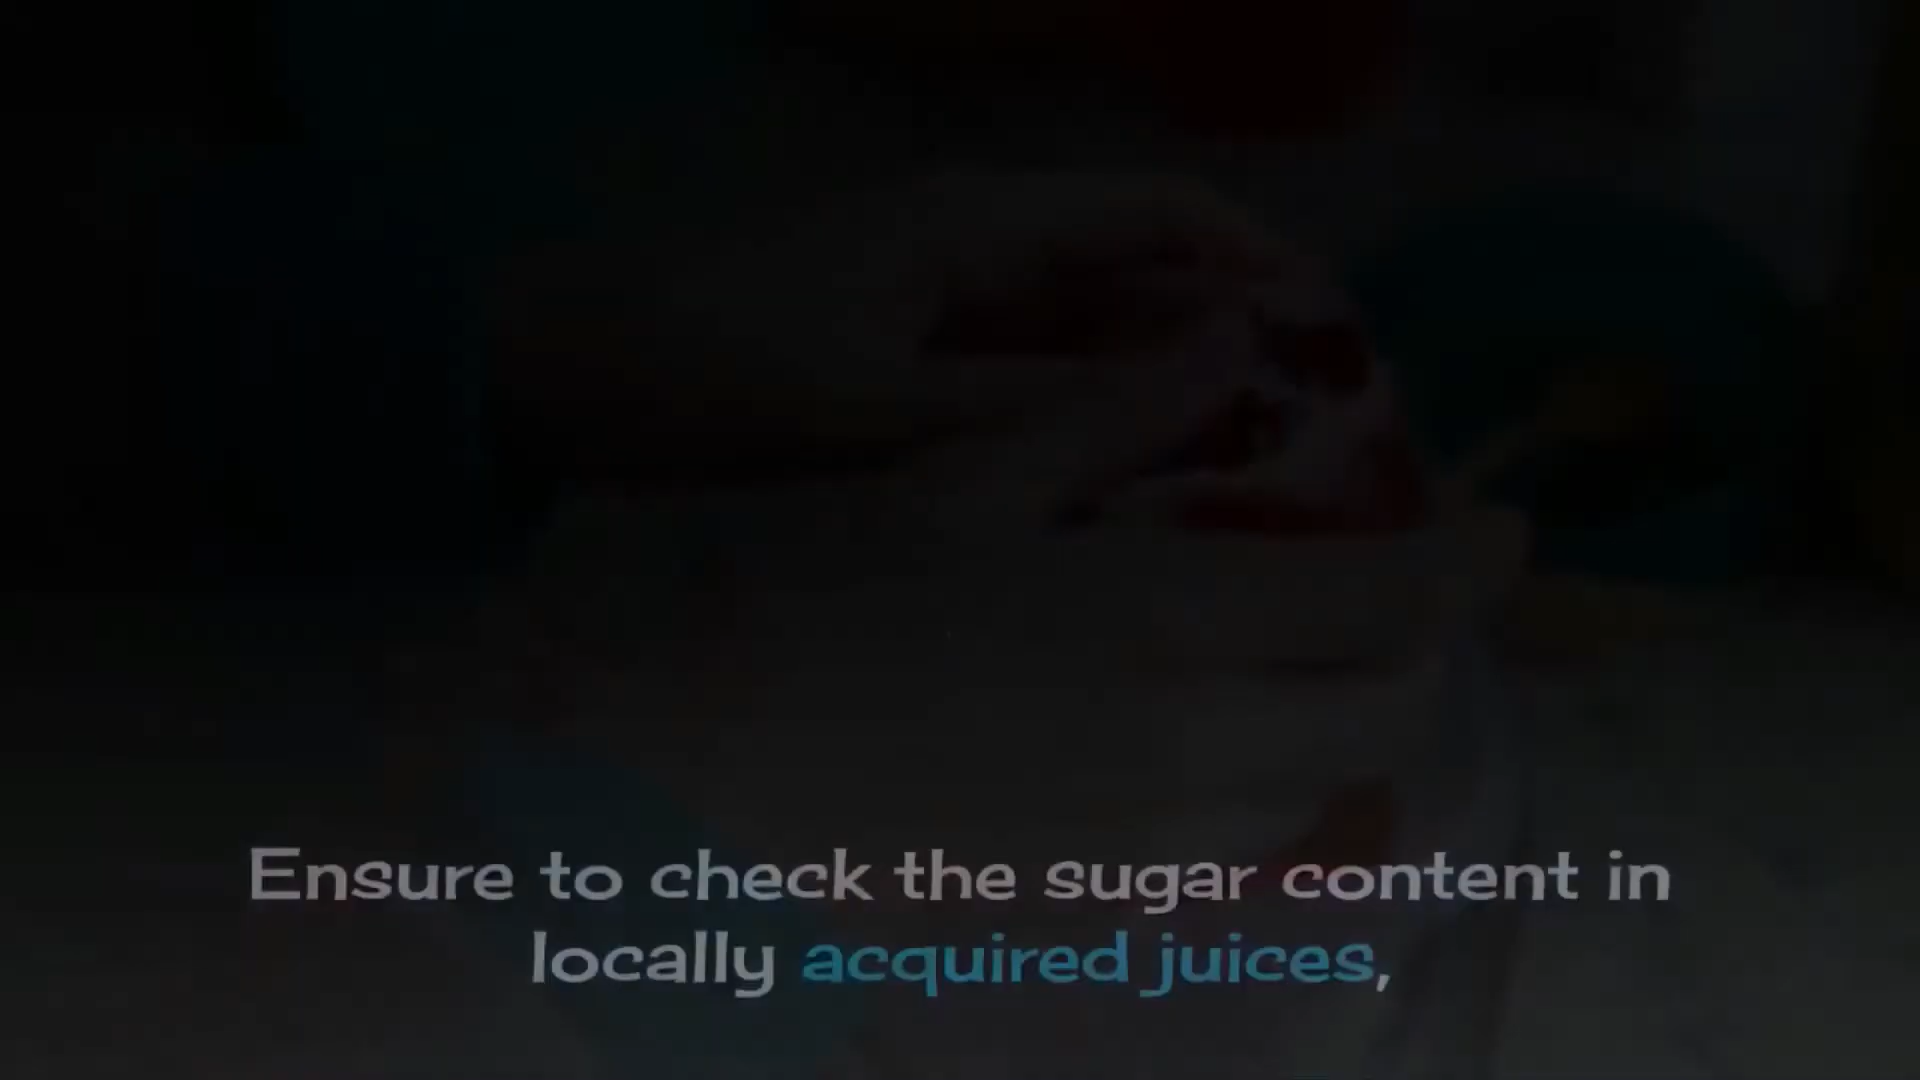 Ensure to check the sugar content in
locally acquired juices,